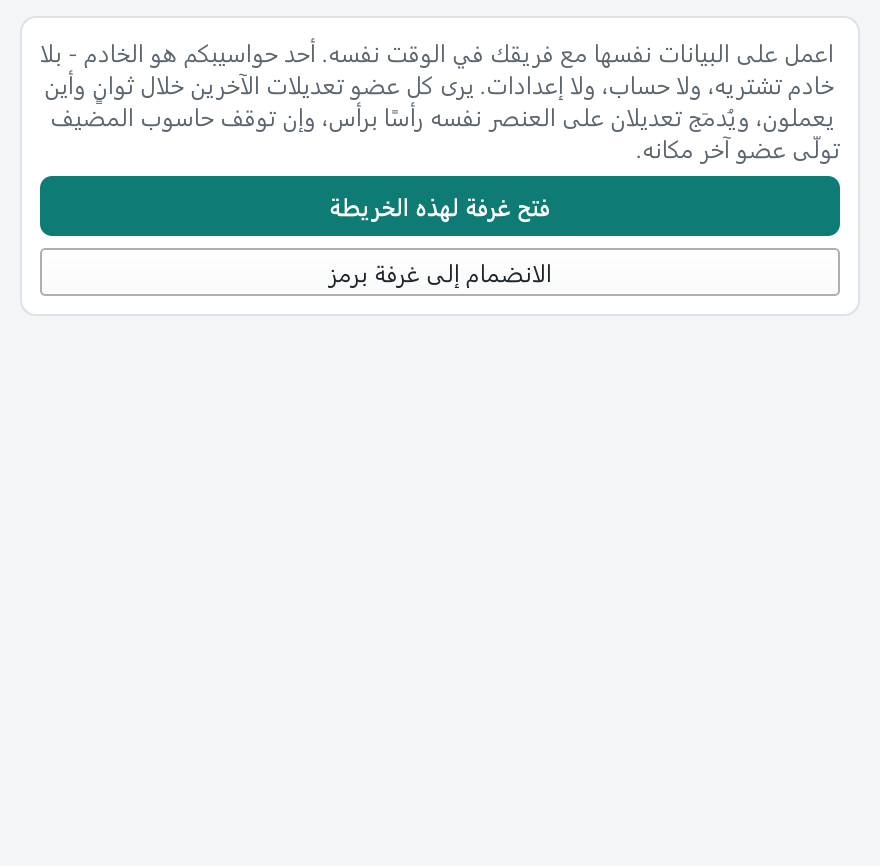 اعمل على البيانات نفسها مع فريقك في الوقت نفسه. أحد حواسيبكم هو الخادم - بلا
خادم تشتريه، ولا حساب، ولا إعدادات. يرى كل عضو تعديلات الآخرين خلال ثوانٍ وأين
يعملون، ويُدمَج تعديلان على العنصر نفسه رأسًا برأس، وإن توقف حاسوب المضيف
تولّى عضو آخر مكانه.
فتح غرفة لهذه الخريطة
الانضمام إلى غرفة برمز